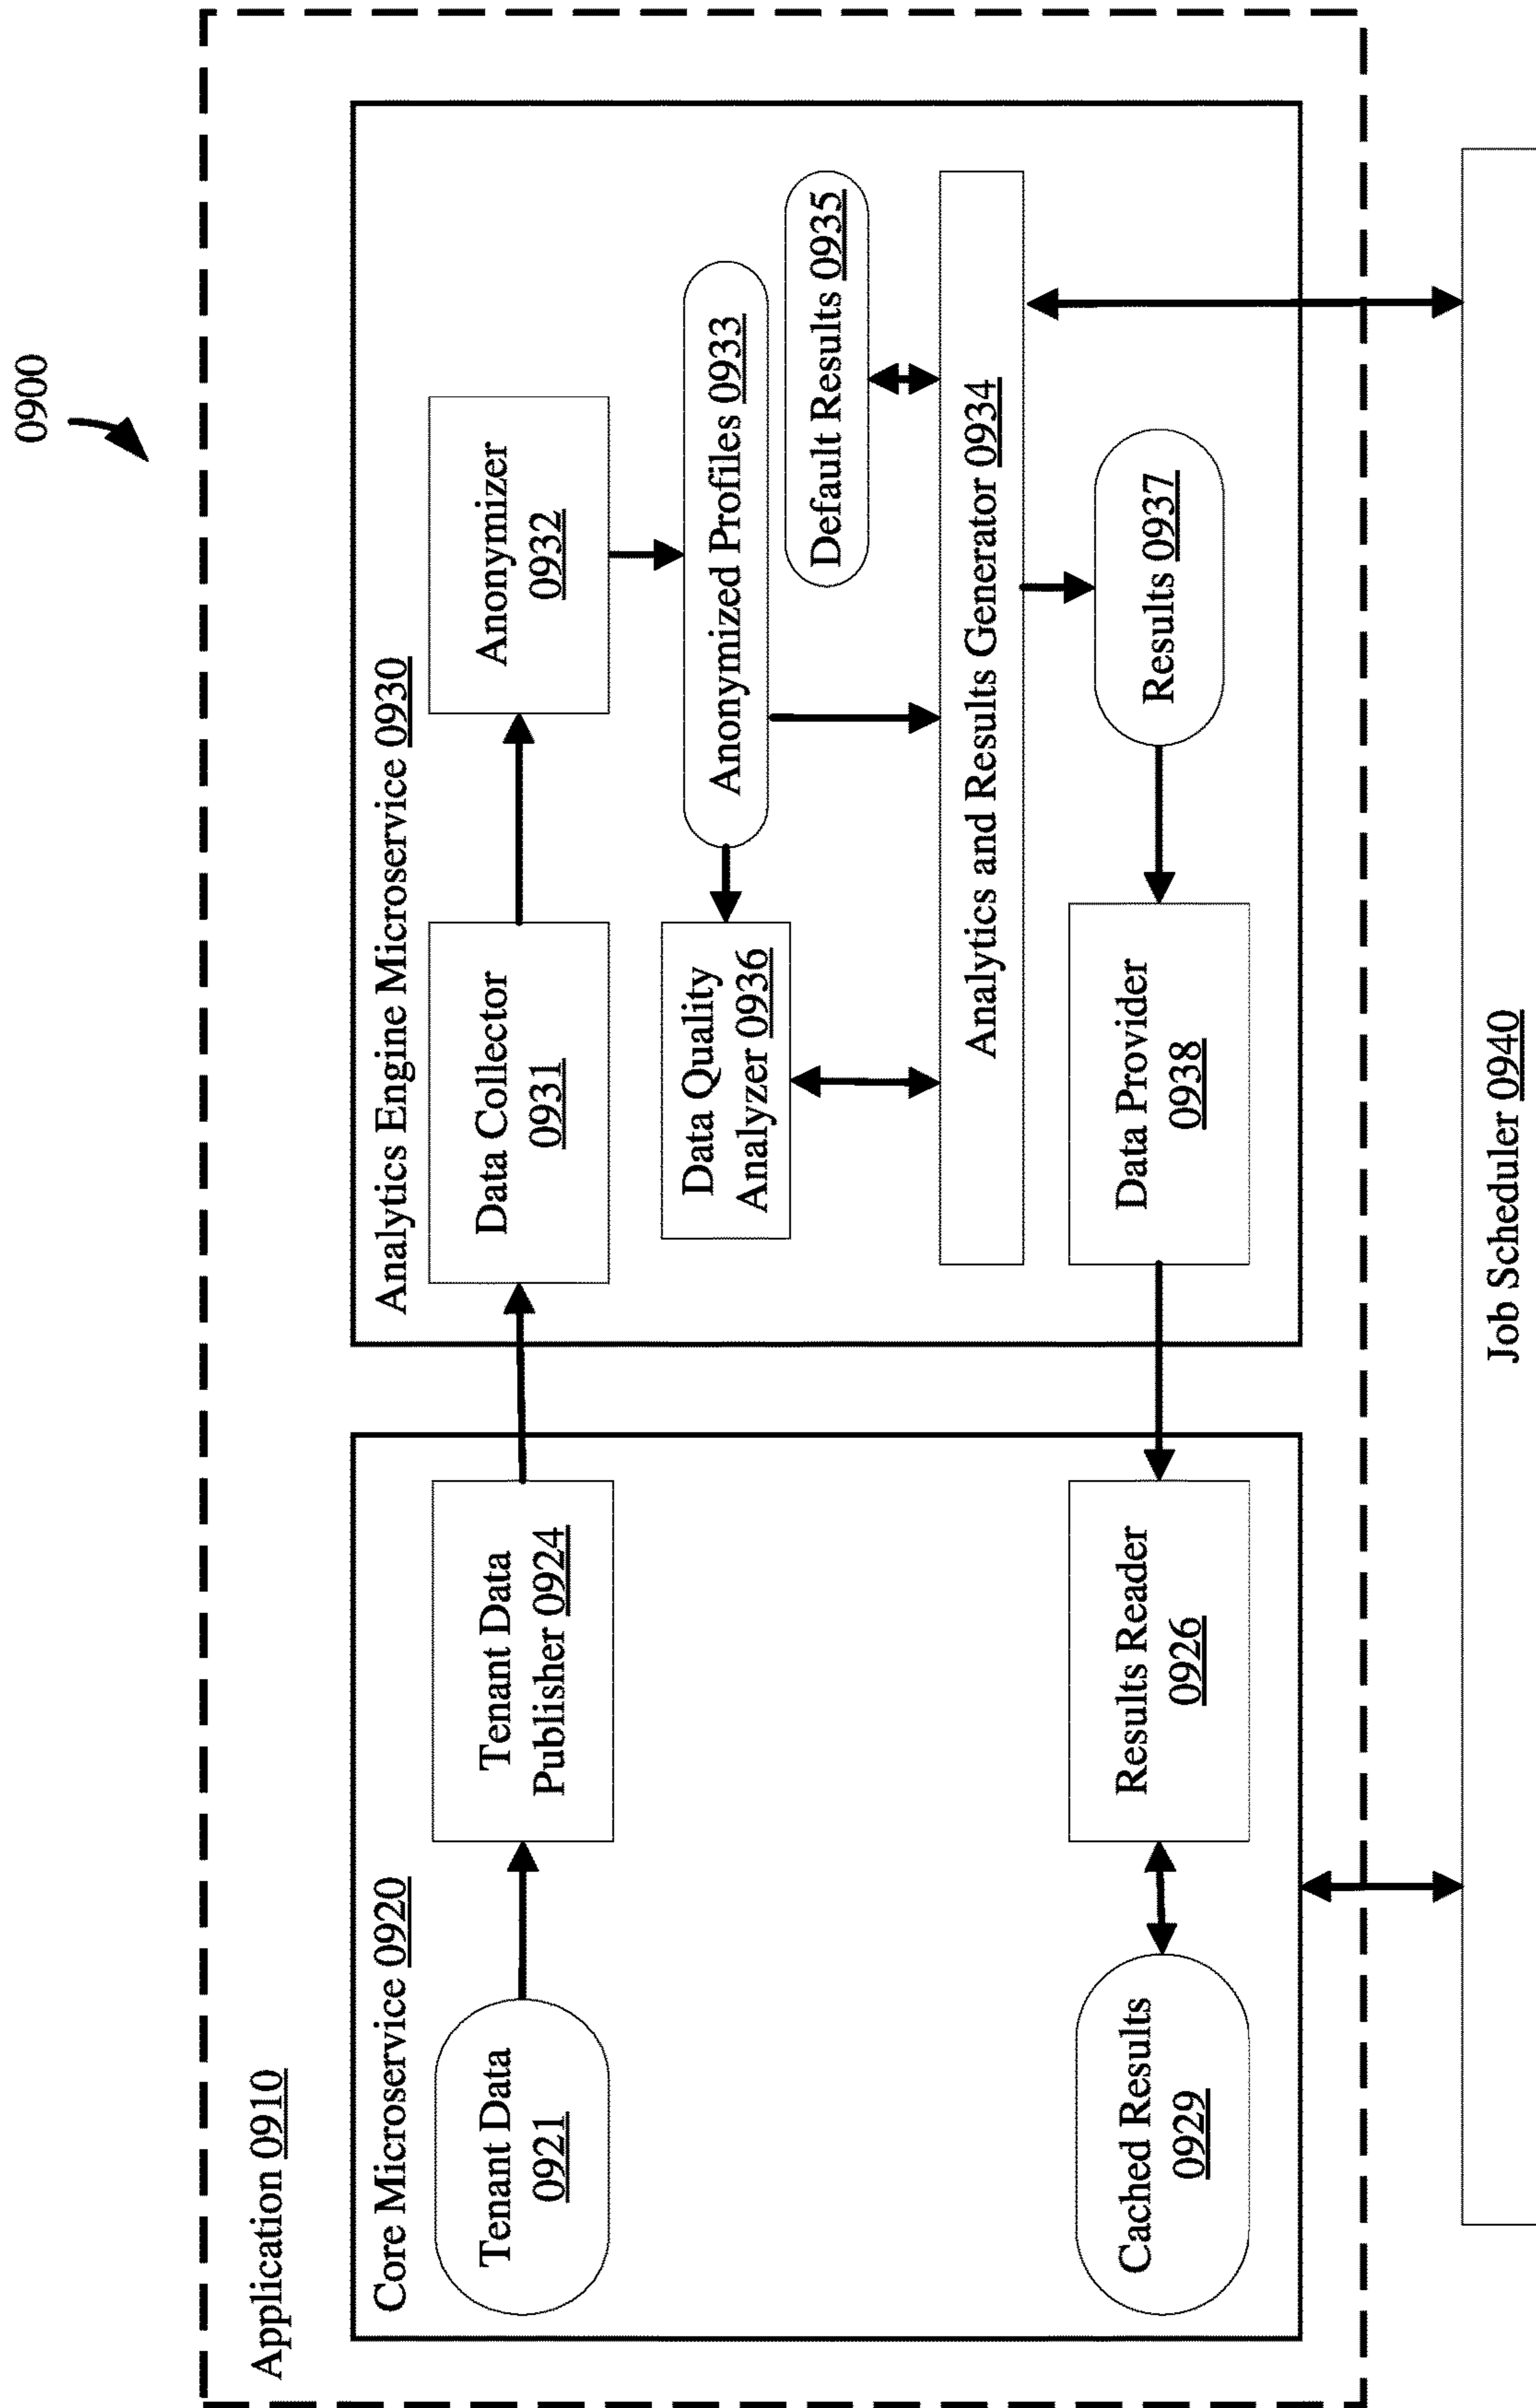 0900
Application 0910
Core Microservice 0920
Tenant Data
0921
Tenant Data
Publisher 0924
Cached Results
0929
Results Reader
0926
Analytics Engine Microservice 0930
Data Collector
0931
Anonymizer
0932
Anonymized Profiles 0933
Data Quality
Analyzer 0936
Default Results 0935
Analytics and Results Generator 0934
Data Provider
0938
Results 0937
Job Scheduler 0940